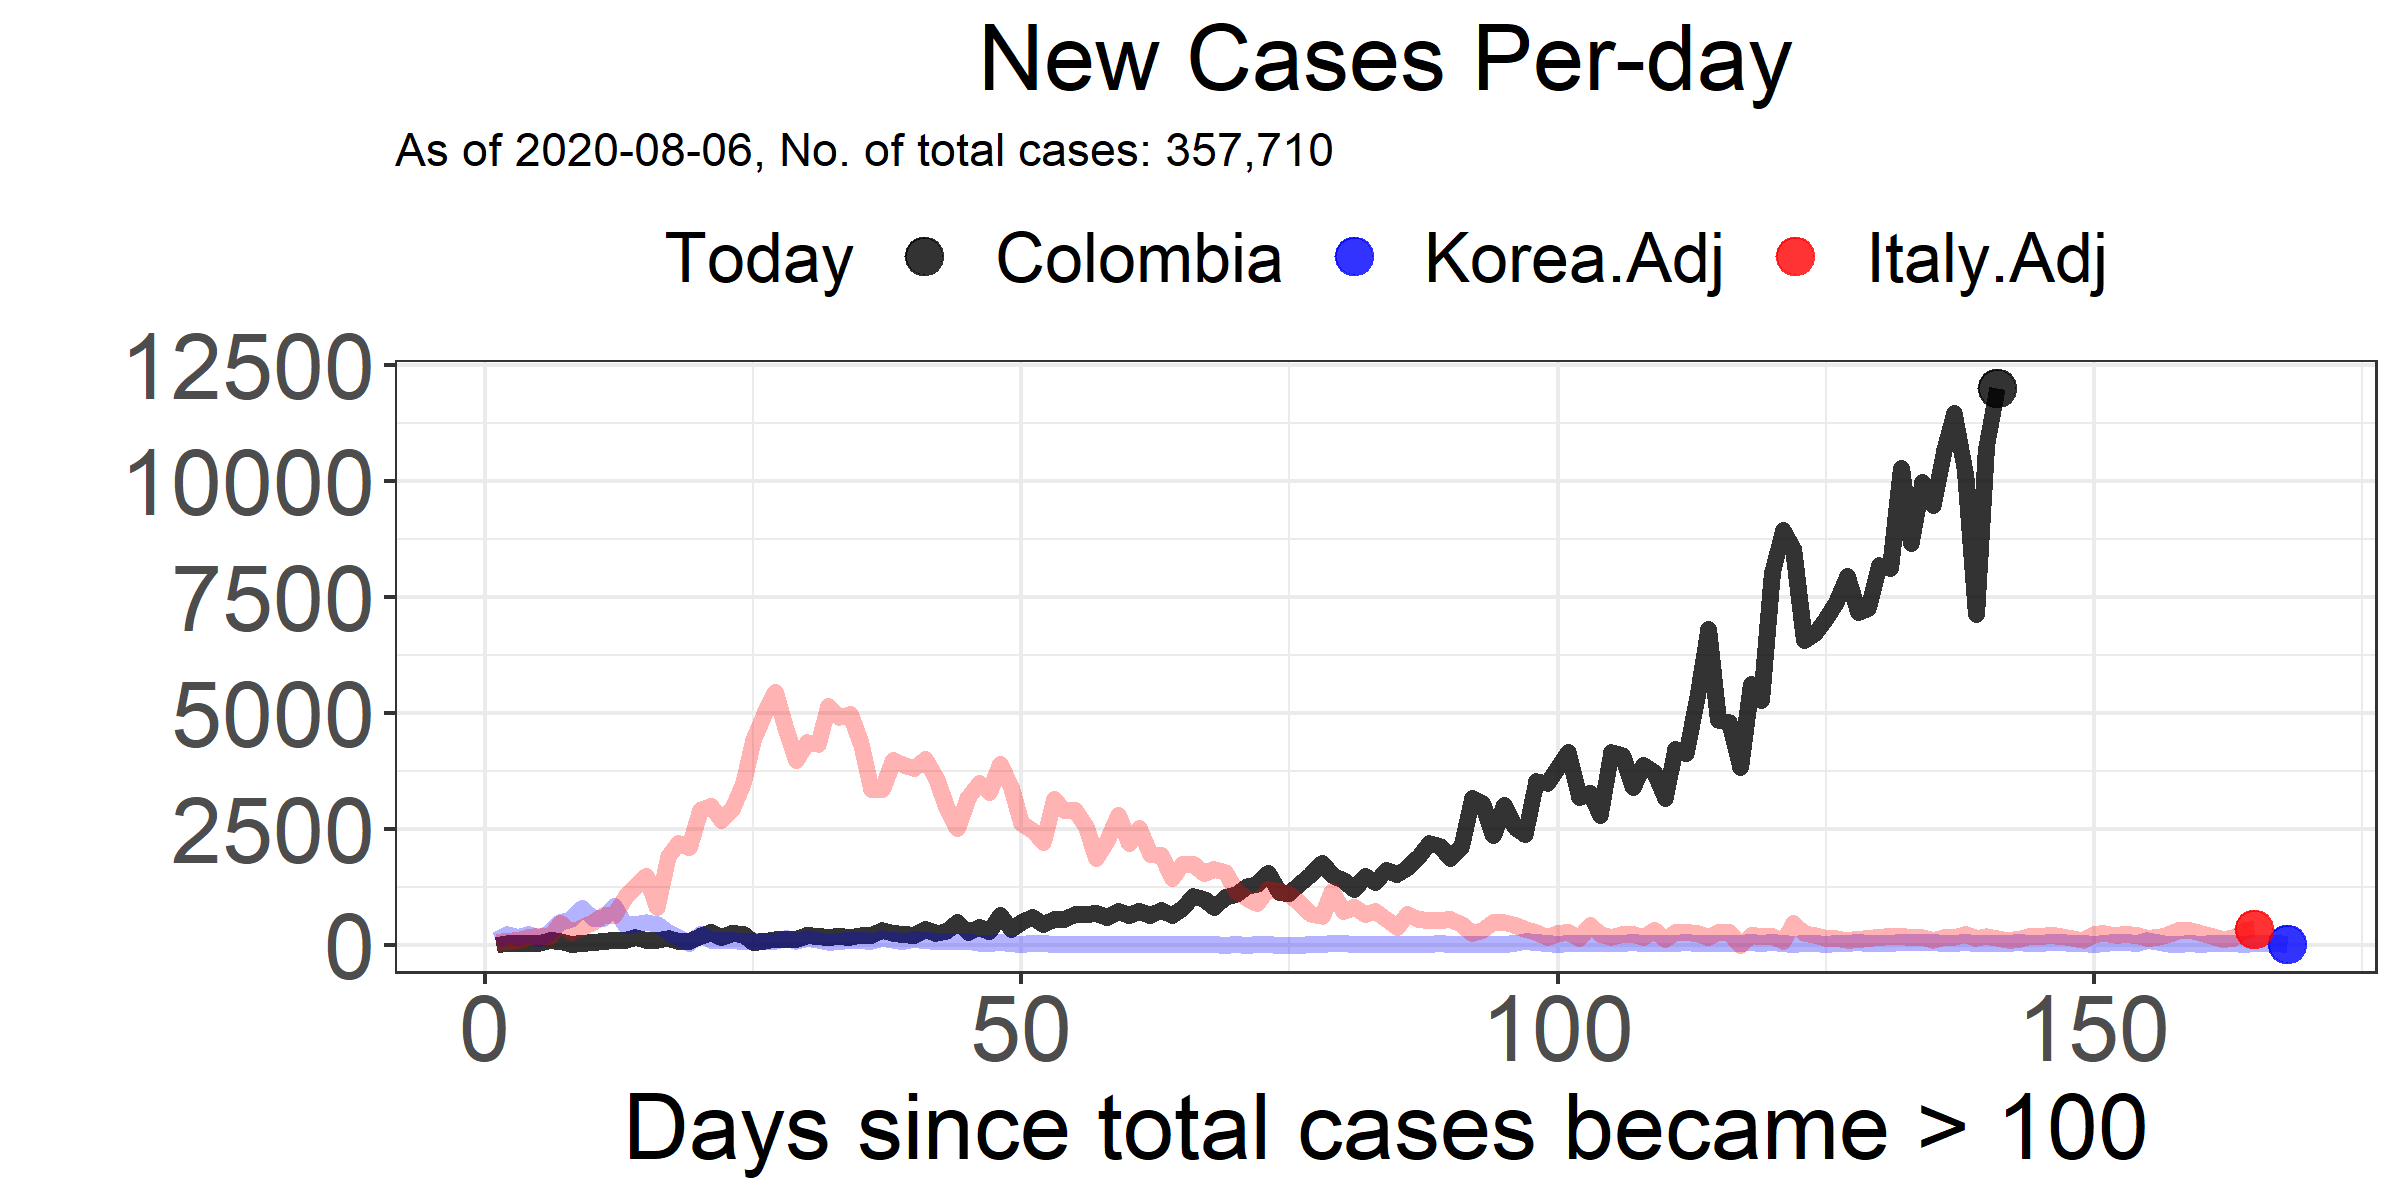 New Cases Per-day
As of 2020-08-06, No. of total cases: 357,710
Today Colombia Korea.Adj Italy.Adj
12500
10000
7500
5000
2500
0
0 50 100 150
Days since total cases became > 100